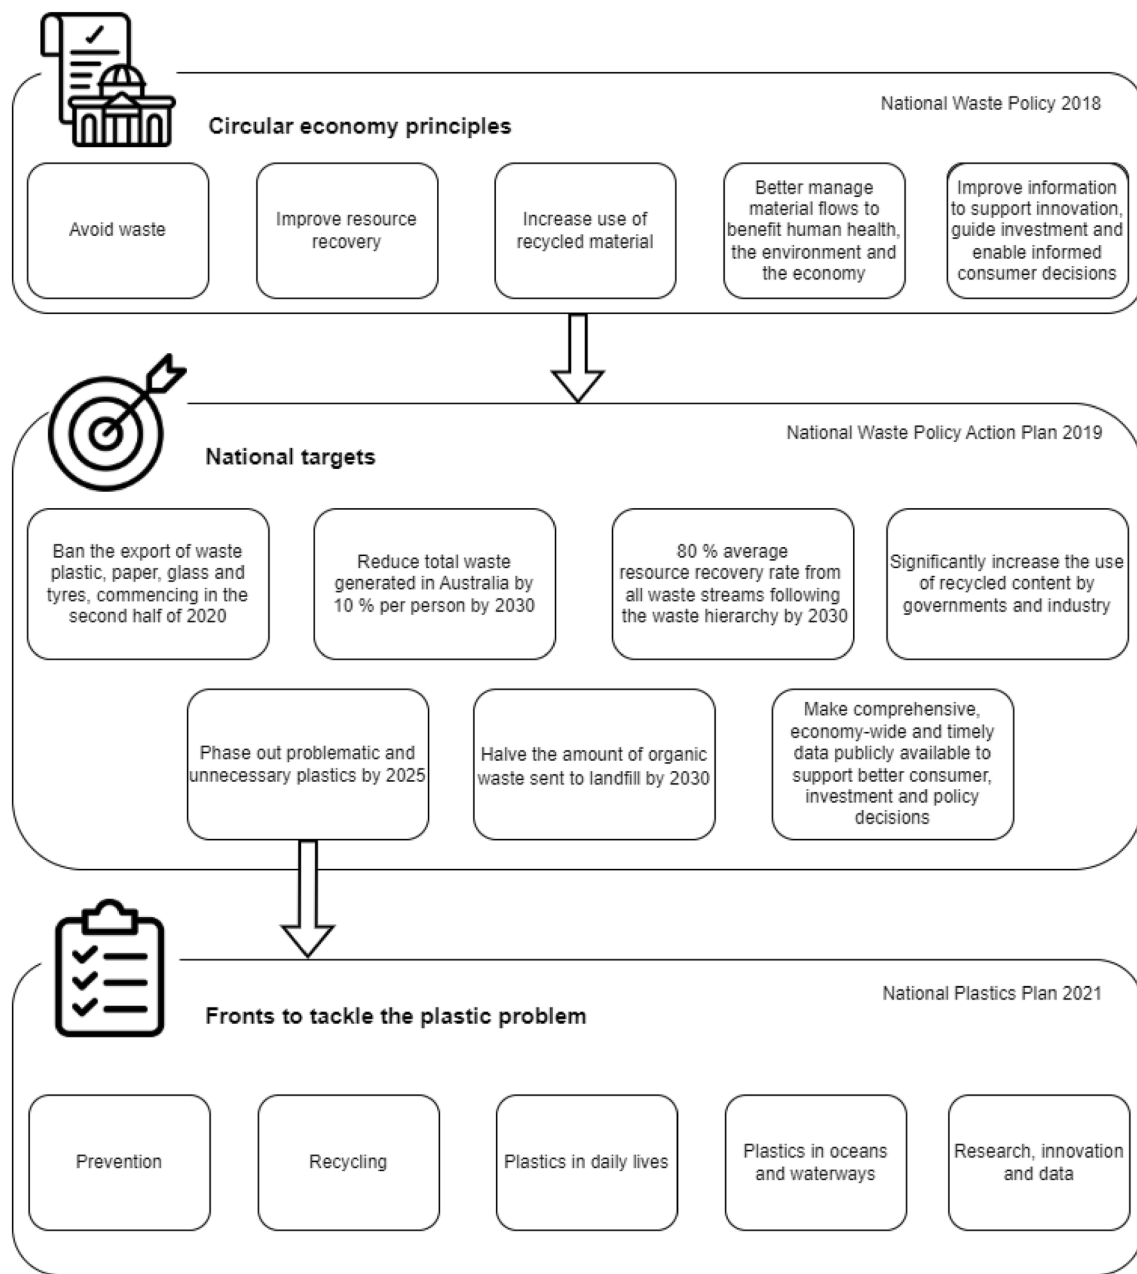 National Waste Policy 2018
Circular economy principles
Avoid waste
Improve resource
recovery
Increase use of
recycled material
Better manage
material flows to
benefit human health,
the environment and
the economy
Improve information
to support innovation,
guide investment and
enable informed
consumer decisions
National Waste Policy Action Plan 2019
National targets
Ban the export of waste
plastic, paper, glass and
tyres, commencing in the
second half of 2020
Reduce total waste
generated in Australia by
10 % per person by 2030
80 % average
resource recovery rate from
all waste streams following
the waste hierarchy by 2030
Significantly increase the use
of recycled content by
governments and industry
Phase out problematic and
unnecessary plastics by 2025
Halve the amount of organic
waste sent to landfill by 2030
Make comprehensive,
economy-wide and timely
data publicly available to
support better consumer,
investment and policy
decisions
National Plastics Plan 2021
Fronts to tackle the plastic problem
Prevention
Recycling
Plastics in daily lives
Plastics in oceans
and waterways
Research, innovation
and data